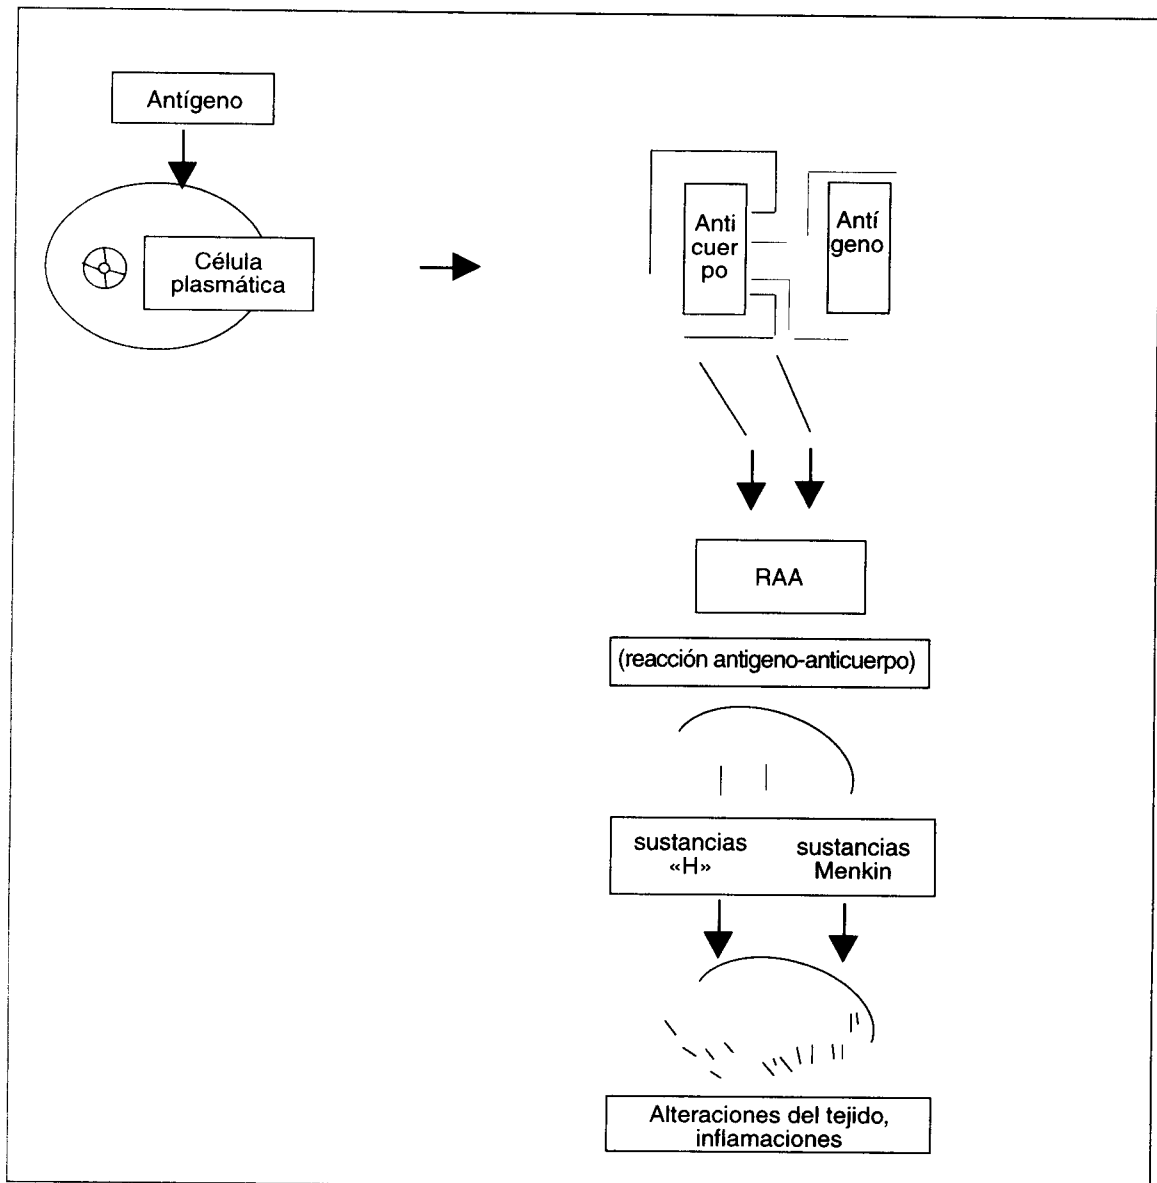 Antígeno
Célula
plasmática
Anti
cuer
po
Antí
geno
RAA
(reacción antigeno-anticuerpo)
sustancias
«H»
sustancias
Menkin
Alteraciones del tejido,
inflamaciones